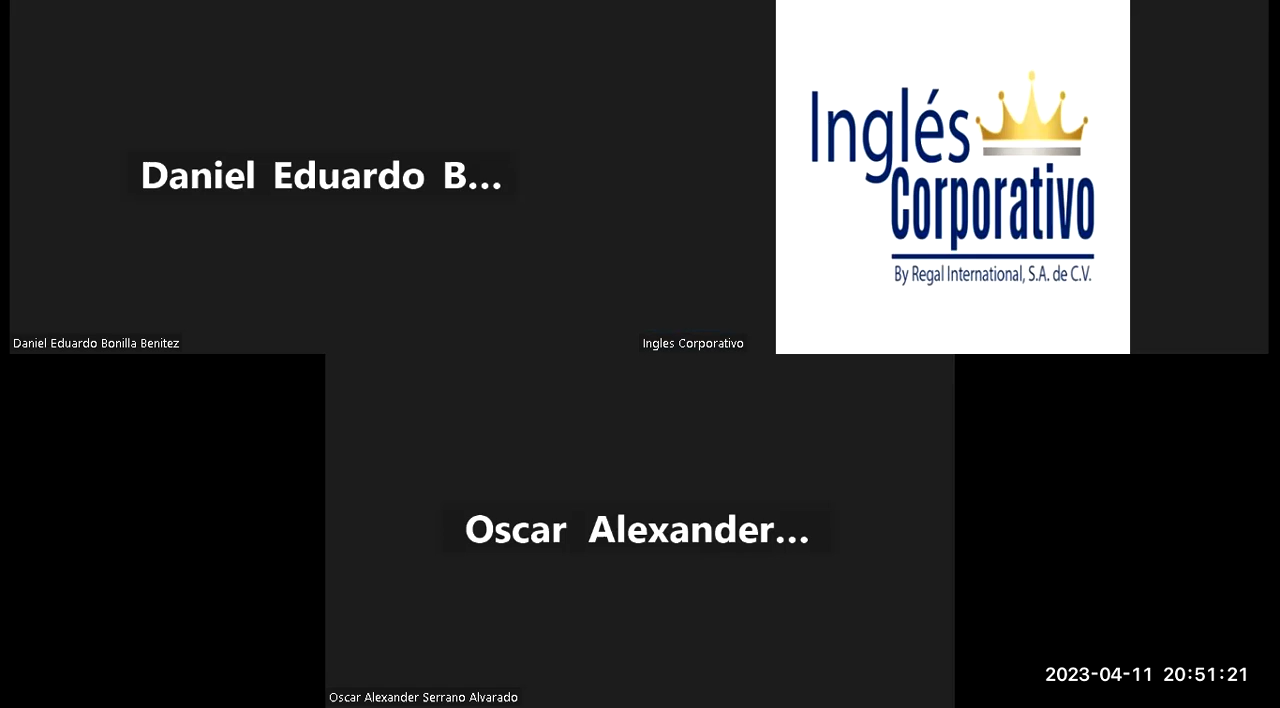 Daniel Eduardo B...
Daniel Eduardo Bonilla Benitez
Inglés
Corporativo
By Regal International, S.A. de C.V.
Ingles Corporativo
Oscar Alexander...
Oscar Alexander Serrano Alvarado
2023-04-11 20:51:21